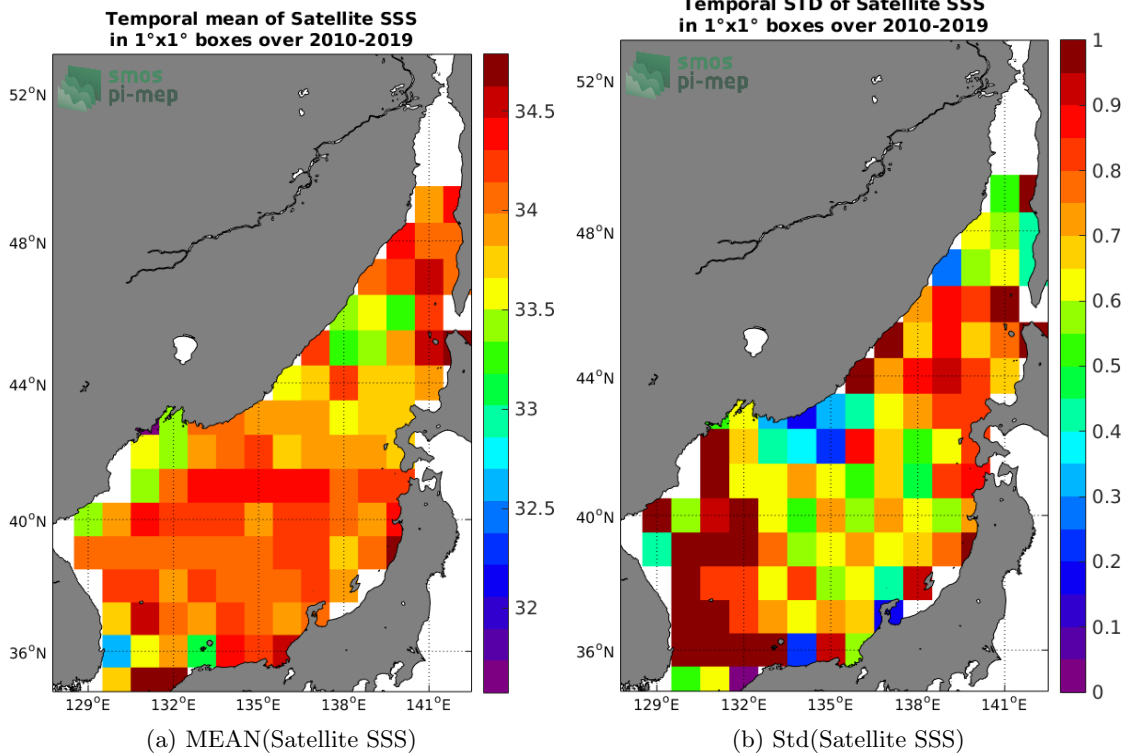 Temporal mean of Satellite SSS
in 1°x1° boxes over 2010-2019
smos
pi-mep
52°N
48°N
44°N
40°N
36°N
129°E
132°E
135°E
138°E
141°E
34.5
34
33.5
33
32.5
32
(a) MEAN(Satellite SSS)
Temporal STD of Satellite SSS
in 1°x1° boxes over 2010-2019
smos
pi-mep
52°N
48°N
44°N
40°N
36°N
129°E
132°E
135°E
138°E
141°E
1
0.9
0.8
0.7
0.6
0.5
0.4
0.3
0.2
0.1
0
(b) Std(Satellite SSS)